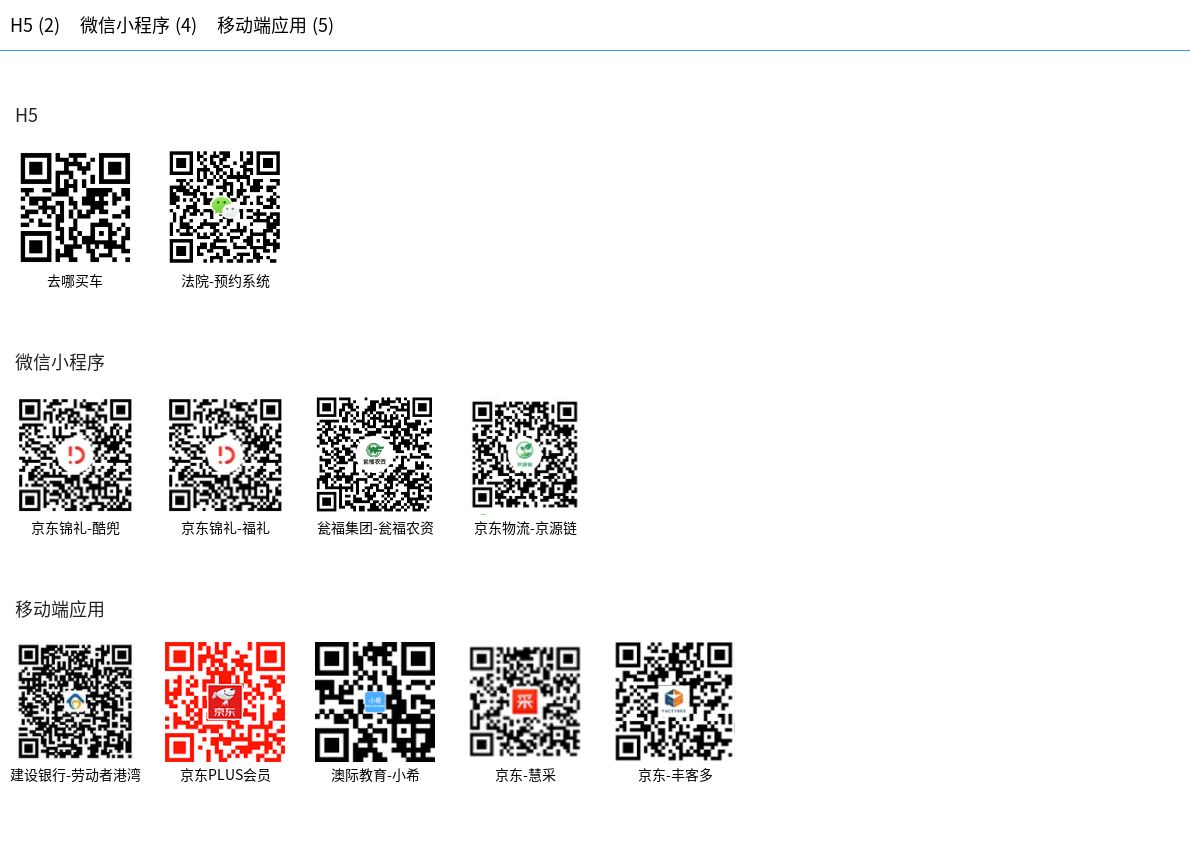 H5 (2) 微信小程序 (4) 移动端应用 (5)
H5
去哪买车 法院-预约系统
微信小程序
瓮福农资
京东锦礼-酷兜 京东锦礼-福礼 瓮福集团-瓮福农资 京东物流-京源链
移动端应用
京东 小希 采
建设银行-劳动者港湾 京东PLUS会员 澳际教育-小希 京东-慧采 京东-丰客多